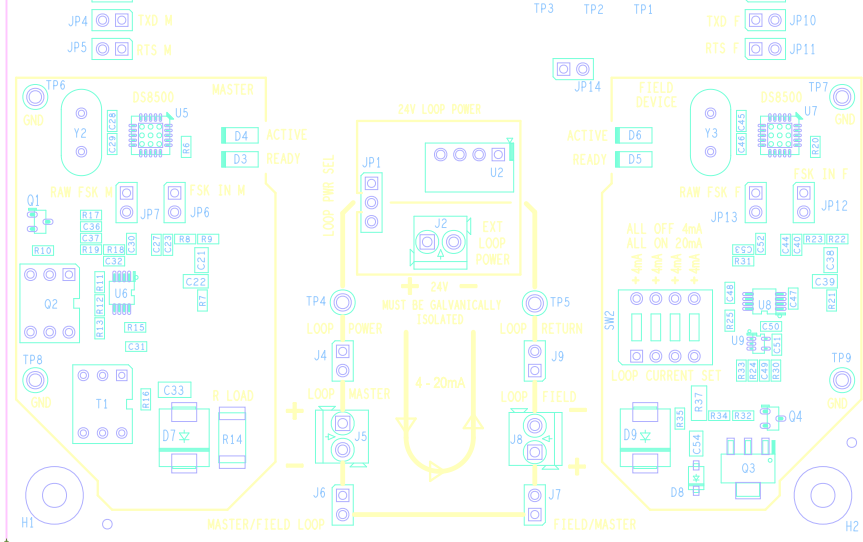 TP3 TP2 TP1
JP4 TXD M TXD F JP10
JP5 RTS M RTS F JP11
JP14
TP6 MASTER FIELD DEVICE TP7
DS8500 DS8500
GND 24V LOOP POWER GND
U5 U7
Y2 C28 C29 R6 D4 ACTIVE ACTIVE D6 Y3 C45 C46 R20
D3 READY READY D5
JP1 U2
LOOP PWR SEL
Q1 RAW FSK M FSK IN M RAW FSK F FSK IN F
JP7 JP6 JP13 JP12
R17
C36
C37 C30 C27 C23 R8 R9
R19 R18
R10 C32 C21
J2 EXT
LOOP
POWER
ALL OFF 4mA
ALL ON 20mA
+4mA +4mA +4mA +4mA
C52 C44 C40 R23 R22
C53
R31 C38
C22 R11 U6 R7 C39
Q2 R12 R13
+ 24V -
MUST BE GALVANICALLY
ISOLATED
TP4 TP5
C48 U8 C47 R21
R15 R25 C50
C31 U9 C51
SW2
LOOP POWER LOOP RETURN
J4 J9
TP8 TP9
R33 R24 C49 R30
LOOP CURRENT SET
T1 R16 C33 R LOAD LOOP MASTER 4-20mA LOOP FIELD
GND GND
R37 R35 R34 R32 Q4
D7 R14 + J5 J8 - D9
- +
C54 Q3
D8
H1 J6 J7 H2
MASTER/FIELD LOOP FIELD/MASTER